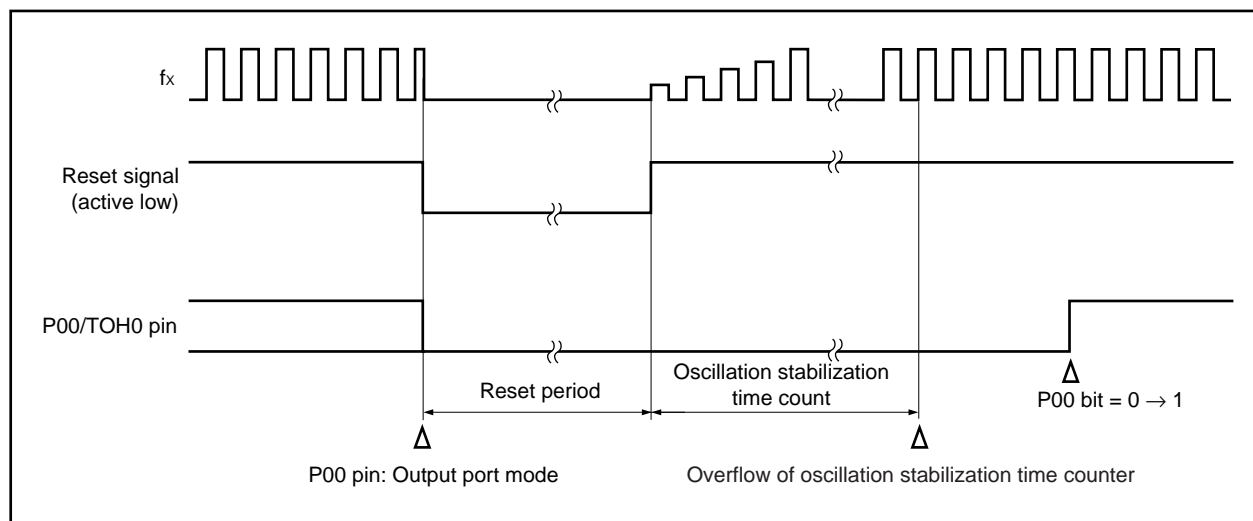 fX
Reset signal
(active low)
P00/TOH0 pin
Reset period
Oscillation stabilization
time count
P00 bit = 0 → 1
P00 pin: Output port mode
Overflow of oscillation stabilization time counter